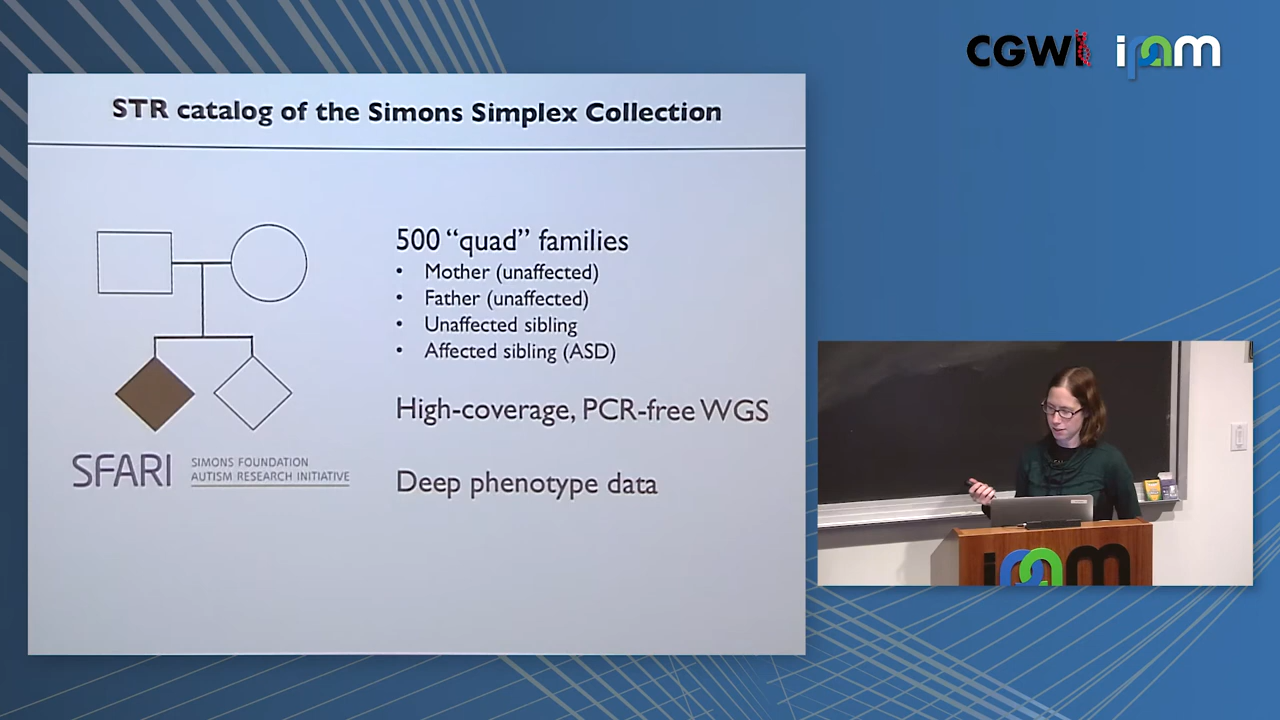 CGWI ipam
STR catalog of the Simons Simplex Collection
500 “quad” families
• Mother (unaffected)
• Father (unaffected)
• Unaffected sibling
• Affected sibling (ASD)
High-coverage, PCR-free WGS
SFARI
SIMONS FOUNDATION
AUTISM RESEARCH INITIATIVE
Deep phenotype data
ipam